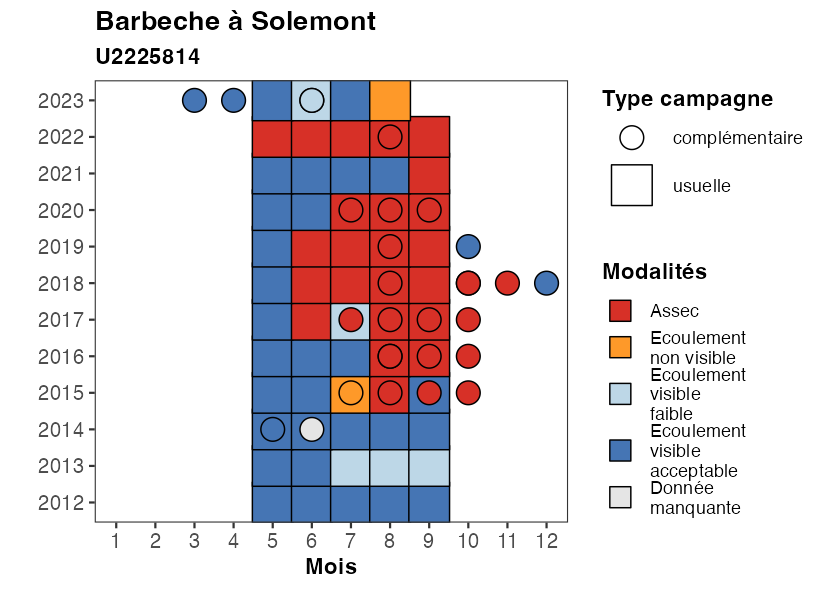 Barbeche à Solemont
U2225814
2023
2022
2021
2020
2019
2018
2017
2016
2015
2014
2013
2012
1 2 3 4 5 6 7 8 9 10 11 12
Mois
Type campagne
complémentaire
usuelle
Modalités
Assec
Ecoulement
non visible
Ecoulement
visible
faible
Ecoulement
visible
acceptable
Donnée
manquante